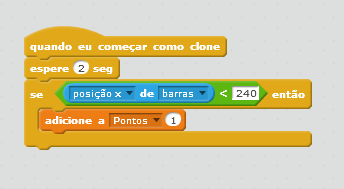 quando eu começar como clone
espere 2 seg
se posição x de barras < 240 então
adicione a Pontos 1